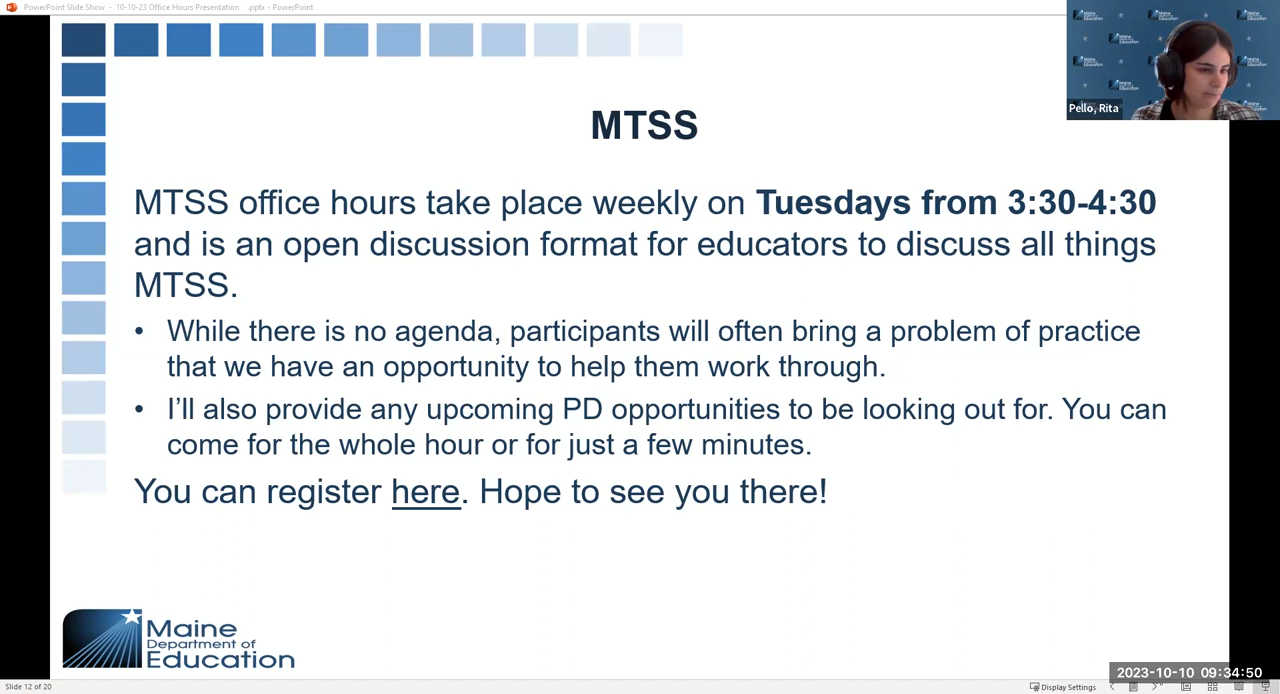 PowerPoint Slide Show - 10-10-23 Office Hours Presentation .pptx - PowerPoint
Pello, Rita
MTSS
MTSS office hours take place weekly on Tuesdays from 3:30-4:30
and is an open discussion format for educators to discuss all things
MTSS.
• While there is no agenda, participants will often bring a problem of practice
that we have an opportunity to help them work through.
• I’ll also provide any upcoming PD opportunities to be looking out for. You can
come for the whole hour or for just a few minutes.
You can register here. Hope to see you there!
Maine
Department of
Education
2023-10-10 09:34:50
Slide 12 of 20
Display Settings